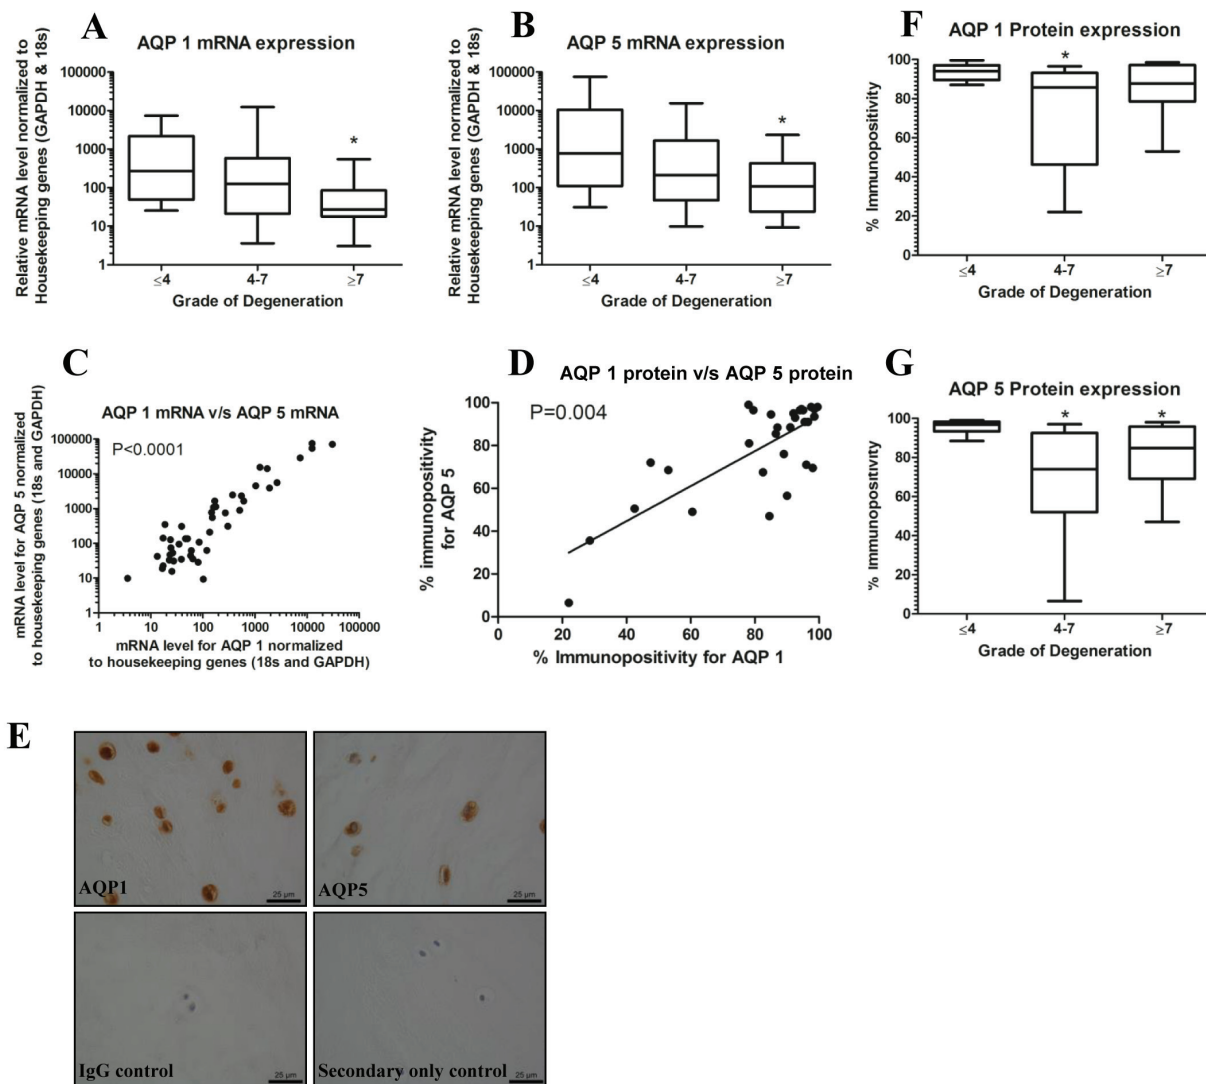 A
AQP 1 mRNA expression
Relative mRNA level normalized to
Housekeeping genes (GAPDH & 18s)
100000
10000
1000
100
10
1
*
≤4
4-7
≥7
Grade of Degeneration
B
AQP 5 mRNA expression
Relative mRNA level normalized to
Housekeeping genes (GAPDH & 18s)
100000
10000
1000
100
10
1
*
≤4
4-7
≥7
Grade of Degeneration
F
AQP 1 Protein expression
% Immunopositivity
100
80
60
40
20
0
*
≤4
4-7
≥7
Grade of Degeneration
C
AQP 1 mRNA v/s AQP 5 mRNA
mRNA level for AQP 5 normalized
to housekeeping genes (18s and GAPDH)
100000
10000
1000
100
10
1
P<0.0001
1
10
100
1000
10000
100000
mRNA level for AQP 1 normalized
to housekeeping genes (18s and GAPDH)
D
AQP 1 protein v/s AQP 5 protein
% immunopositivity
for AQP 5
100
80
60
40
20
0
P=0.004
0
20
40
60
80
100
% Immunopositivity for AQP 1
G
AQP 5 Protein expression
% Immunopositivity
100
80
60
40
20
0
*
*
≤4
4-7
≥7
Grade of Degeneration
E
AQP1
25 µm
AQP5
25 µm
IgG control
25 µm
Secondary only control
25 µm